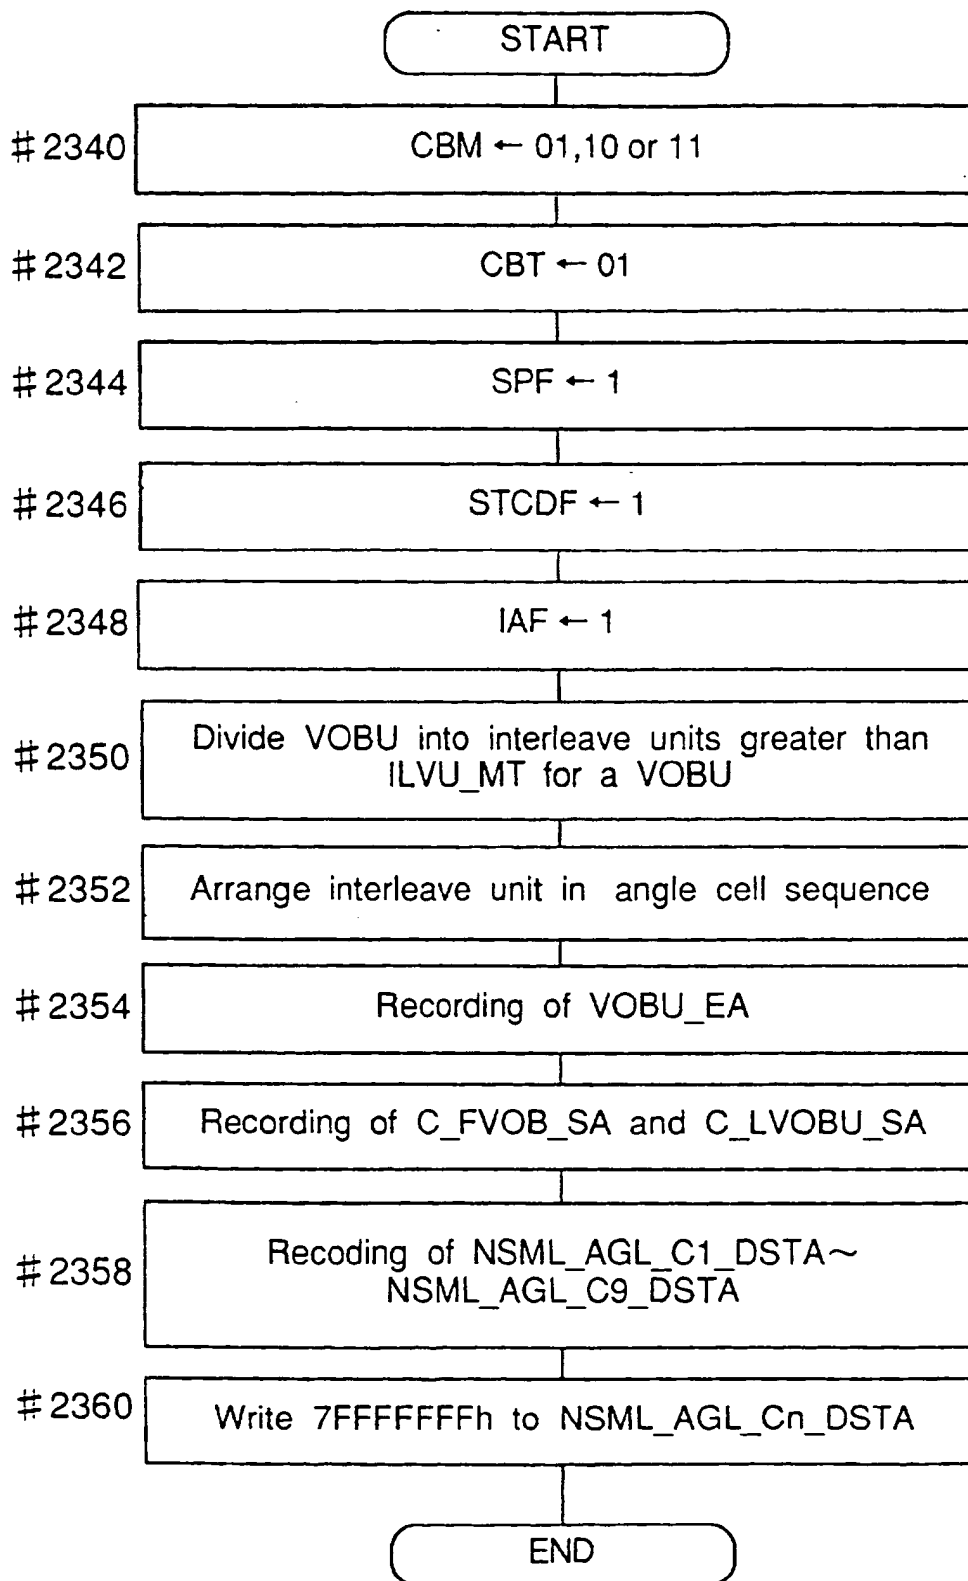 START
#2340 CBM ← 01,10 or 11
#2342 CBT ← 01
#2344 SPF ← 1
#2346 STCDF ← 1
#2348 IAF ← 1
#2350 Divide VOBU into interleave units greater than
ILVU_MT for a VOBU
#2352 Arrange interleave unit in angle cell sequence
#2354 Recording of VOBU_EA
#2356 Recording of C_FVOB_SA and C_LVOBU_SA
#2358 Recoding of NSML_AGL_C1_DSTA~
NSML_AGL_C9_DSTA
#2360 Write 7FFFFFFFh to NSML_AGL_Cn_DSTA
END